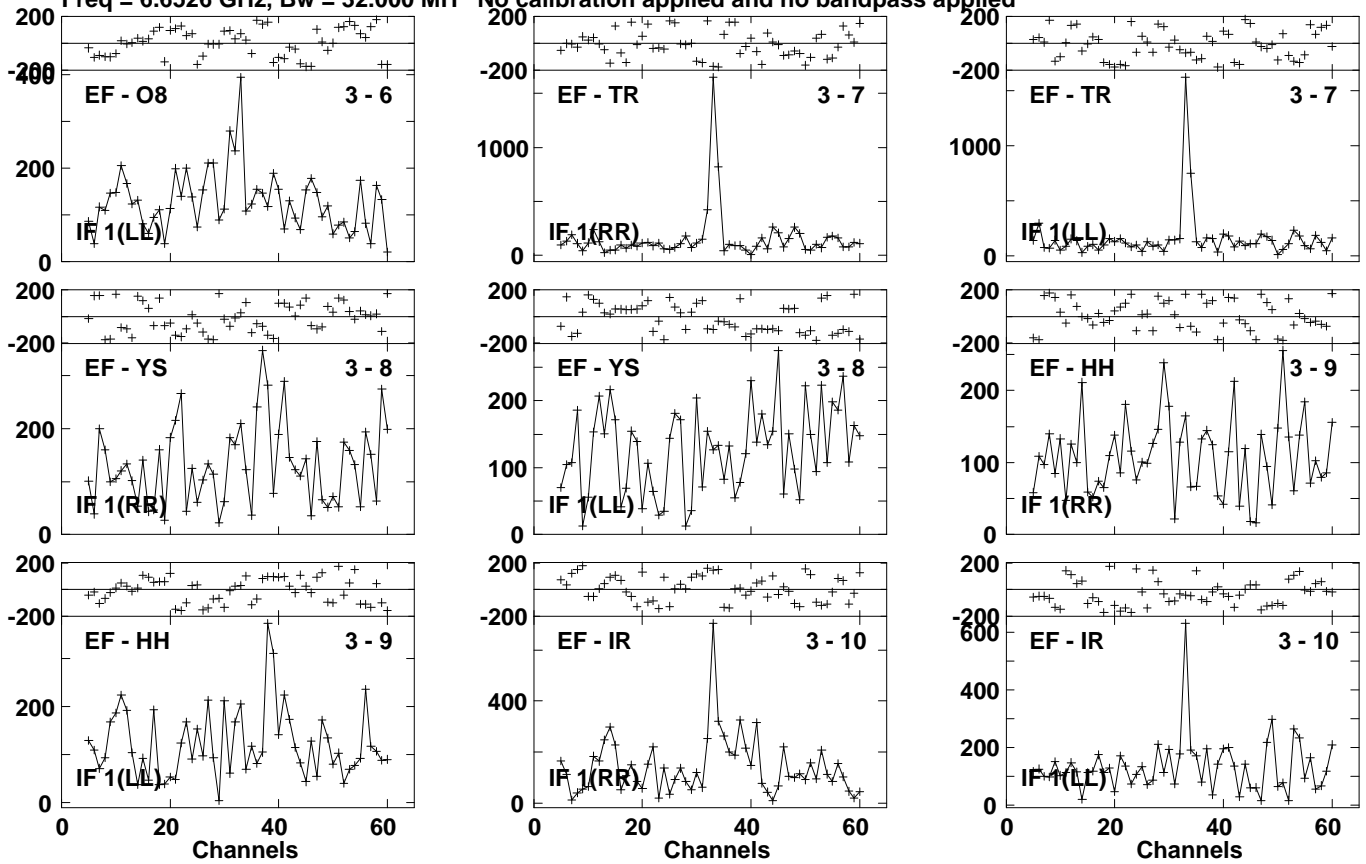 Freq = 6.6526 GHz, Bw = 32.000 MH No calibration applied and no bandpass applied
200
-200
400
200
0
EF - O8
3 - 6
IF 1(LL)
200
-200
1000
0
EF - TR
3 - 7
IF 1(RR)
200
-200
1000
0
EF - TR
3 - 7
IF 1(LL)
200
-200
200
0
EF - YS
3 - 8
IF 1(RR)
200
-200
200
100
0
EF - YS
3 - 8
IF 1(LL)
200
-200
200
100
0
EF - HH
3 - 9
IF 1(RR)
200
-200
200
0
EF - HH
3 - 9
IF 1(LL)
0 20 40 60
Channels
200
-200
400
0
EF - IR
3 - 10
IF 1(RR)
0 20 40 60
Channels
200
-200
600
400
200
0
EF - IR
3 - 10
IF 1(LL)
0 20 40 60
Channels